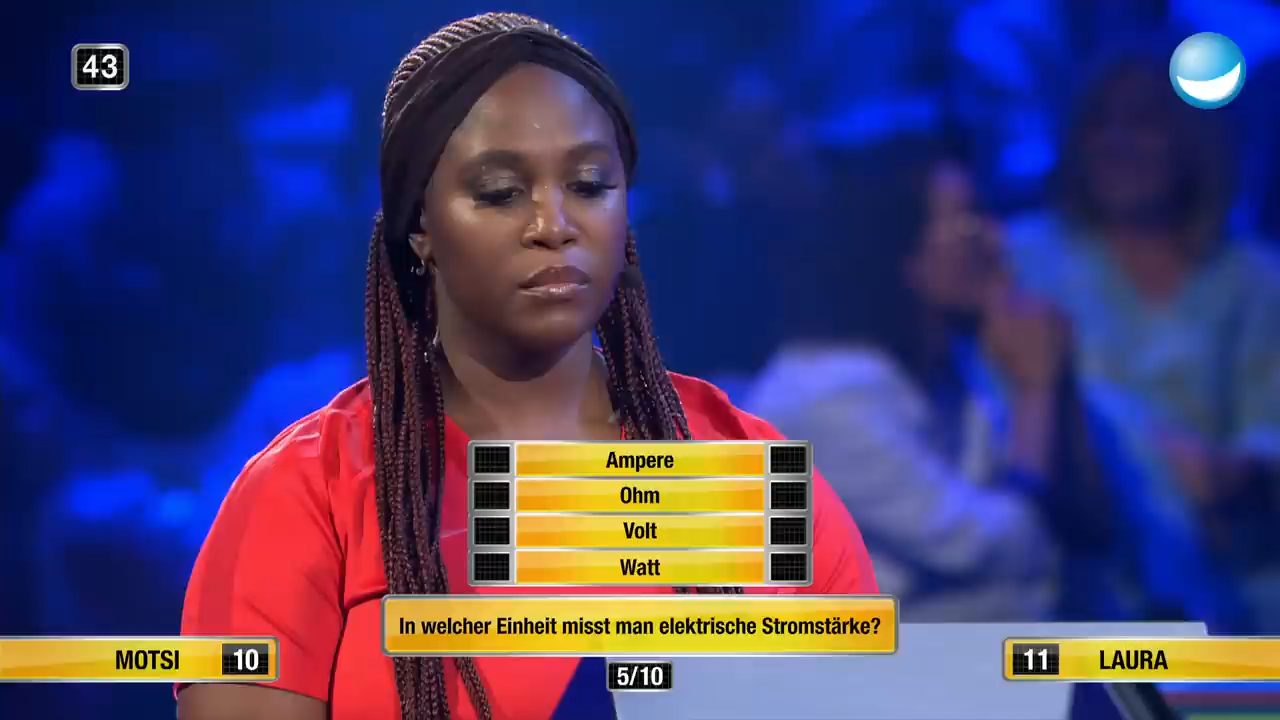 43
Ampere
Ohm
Volt
Watt
In welcher Einheit misst man elektrische Stromstärke?
MOTSI 10
11 LAURA
5/10